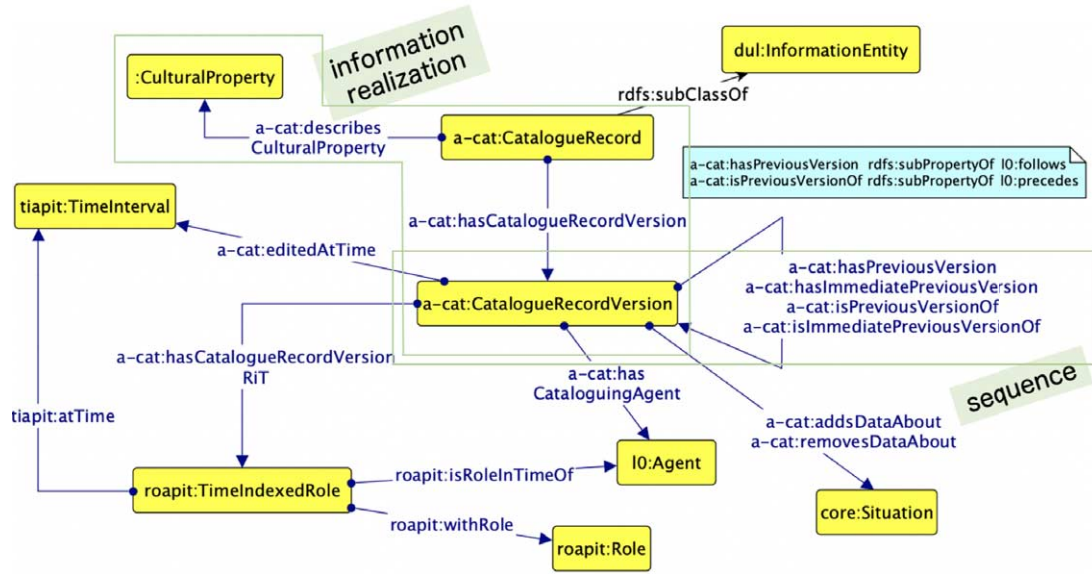 information
realization
dul:InformationEntity
:CulturalProperty
rdfs:subClassOf
a-cat:describes
CulturalProperty
a-cat:CatalogueRecord
a-cat:hasPreviousVersion rdfs:subPropertyOf l0:follows
a-cat:isPreviousVersionOf rdfs:subPropertyOf l0:precedes
tiapit:TimeInterval
a-cat:hasCatalogueRecordVersion
a-cat:editedAtTime
a-cat:hasPreviousVersion
a-cat:hasImmediatePreviousVersion
a-cat:isPreviousVersionOf
a-cat:isImmediatePreviousVersionOf
a-cat:CatalogueRecordVersion
a-cat:hasCatalogueRecordVersion
RiT
a-cat:has
CataloguingAgent
sequence
tiapit:atTime
a-cat:addsDataAbout
a-cat:removesDataAbout
l0:Agent
roapit:isRoleInTimeOf
roapit:TimeIndexedRole
core:Situation
roapit:withRole
roapit:Role